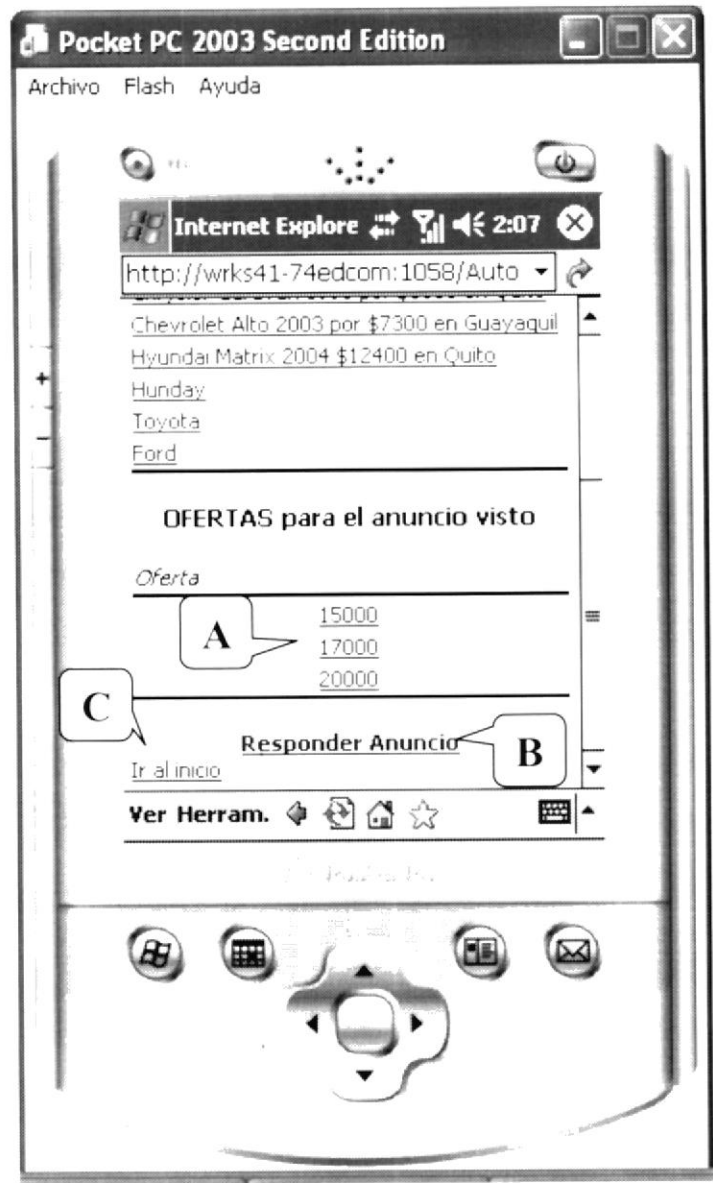 Pocket PC 2003 Second Edition
Archivo Flash Ayuda
Internet Explore 2:07
http://wrks41-74edcom:1058/Auto
Chevrolet Alto 2003 por $7300 en Guayaquil
Hyundai Matrix 2004 $12400 en Quito
Hunday
Toyota
Ford
OFERTAS para el anuncio visto
Oferta
15000
A
17000
20000
C
Responder Anuncio
B
Ir al inicio
Ver Herram.